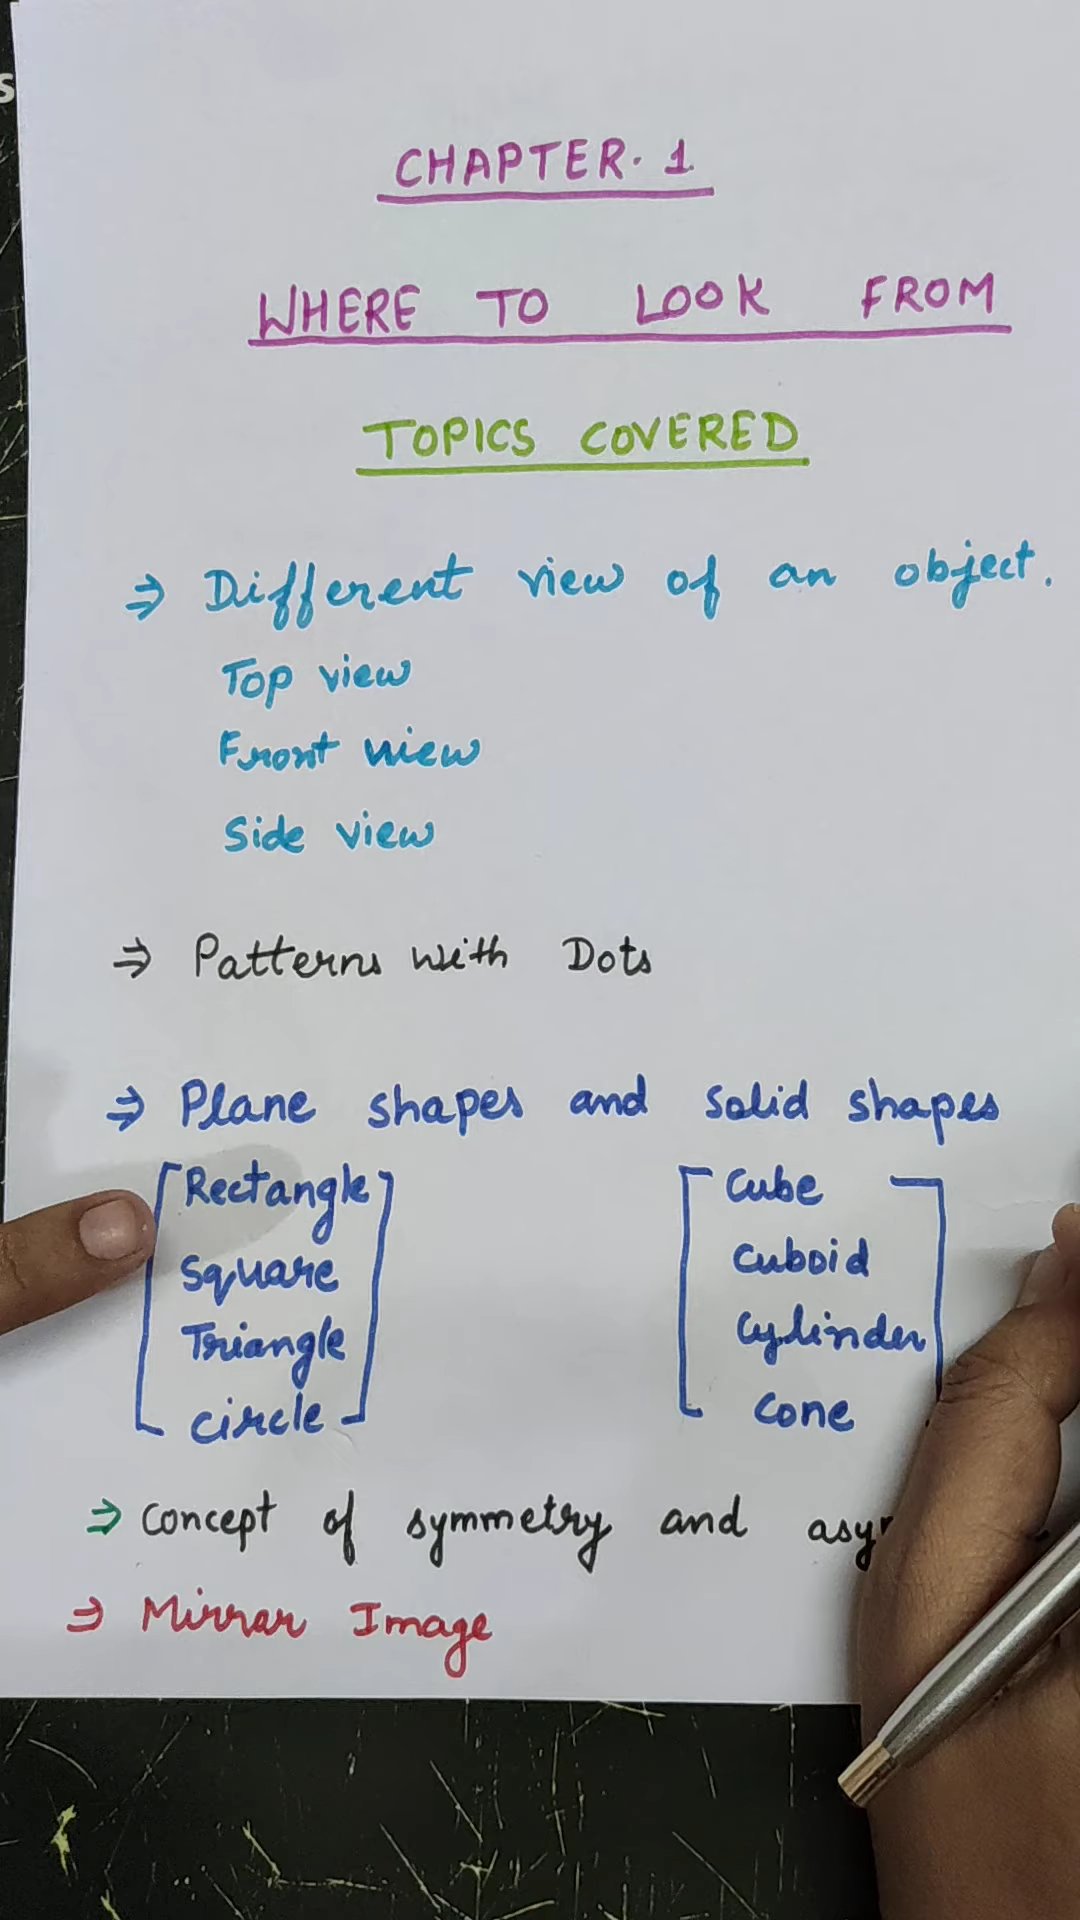 S
CHAPTER. 1
WHERE TO LOOK FROM
TOPICS COVERED
⇒ Different view of an object.
Top view
Front view
Side view
⇒ Patterns with Dots
⇒ Plane shapes and solid shapes
Rectangle Cube
Square Cuboid
Triangle Cylinder
Circle Cone
⇒ Concept of symmetry and
⇒ Mirrar Image